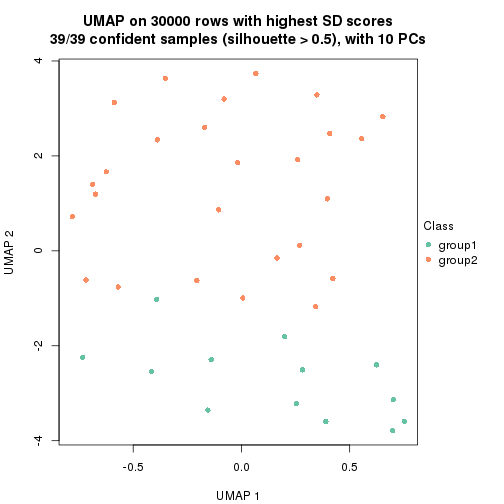 UMAP on 30000 rows with highest SD scores
39/39 confident samples (silhouette > 0.5), with 10 PCs
4
2
0
-2
-4
UMAP 2
-0.5
0.0
0.5
UMAP 1
Class
group1
group2